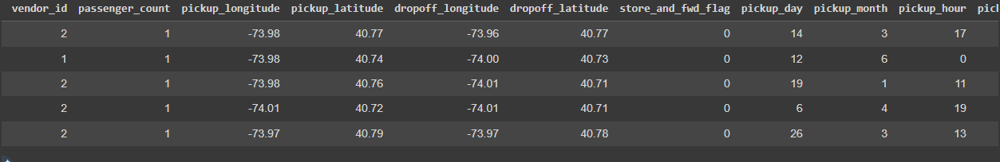 vendor_id passenger_count pickup_longitude pickup_latitude dropoff_longitude dropoff_latitude store_and_fwd_flag pickup_day pickup_month pickup_hour
2 1 -73.98 40.77 -73.96 40.77 0 14 3 17
1 1 -73.98 40.74 -74.00 40.73 0 12 6 0
2 1 -73.98 40.76 -74.01 40.71 0 19 1 11
2 1 -74.01 40.72 -74.01 40.71 0 6 4 19
2 1 -73.97 40.79 -73.97 40.78 0 26 3 13